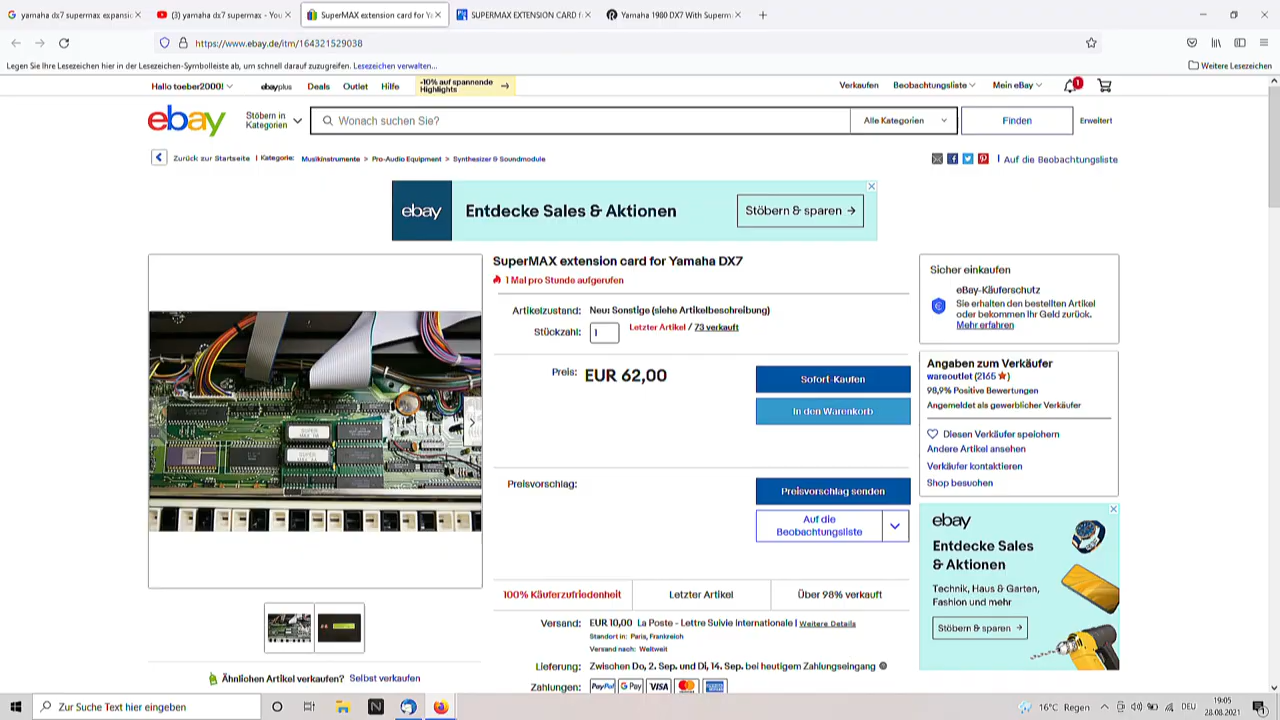 yamaha dx7 supermax expansio
(3) yamaha dx7 supermax - You
SuperMAX extension card for Y
SUPERMAX EXTENSION CARD f
Yamaha 1980 DX7 With Superm
https://www.ebay.de/itm/164321529038
Legen Sie Ihre Lesezeichen hier in der Lesezeichen-Symbolleiste ab, um schnell darauf zuzugreifen. Lesezeichen verwalten...
Weitere Lesezeichen
Hallo toeber2000!
ebayplus
Deals
Outlet
Hilfe
-10% auf spannende
Highlights
Verkaufen
Beobachtungsliste
Mein eBay
1
ebay
Stöbern in
Kategorien
Wonach suchen Sie?
Alle Kategorien
Finden
Erweitert
Zurück zur Startseite | Kategorie: Musikinstrumente > Pro-Audio Equipment > Synthesizer & Soundmodule
| Auf die Beobachtungsliste
ebay
Entdecke Sales & Aktionen
Stöbern & sparen →
SuperMAX extension card for Yamaha DX7
1 Mal pro Stunde aufgerufen
Artikelzustand: Neu: Sonstige (siehe Artikelbeschreibung)
Stückzahl: 1 Letzter Artikel / 73 verkauft
Preis: EUR 62,00
Sofort-Kaufen
In den Warenkorb
Preisvorschlag:
Preisvorschlag senden
Auf die
Beobachtungsliste
100% Käuferzufriedenheit
Letzter Artikel
Über 98% verkauft
Versand: EUR 10,00 La Poste - Lettre Suivie Internationale | Weitere Details
Standort in: Paris, Frankreich
Versand nach: Weltweit
Lieferung: Zwischen Do, 2. Sep. und Di, 14. Sep. bei heutigem Zahlungseingang
Zahlungen: PayPal G Pay VISA
Sicher einkaufen
eBay-Käuferschutz
Sie erhalten den bestellten Artikel
oder bekommen Ihr Geld zurück.
Mehr erfahren
Angaben zum Verkäufer
wareoutlet (2165 ★)
98,9% Positive Bewertungen
Angemeldet als gewerblicher Verkäufer
Diesen Verkäufer speichern
Andere Artikel ansehen
Verkäufer kontaktieren
Shop besuchen
ebay
Entdecke Sales
& Aktionen
Technik, Haus & Garten,
Fashion und mehr
Stöbern & sparen →
Ähnlichen Artikel verkaufen? Selbst verkaufen
Zur Suche Text hier eingeben
16°C Regen
DEU
19:05
28.08.2021